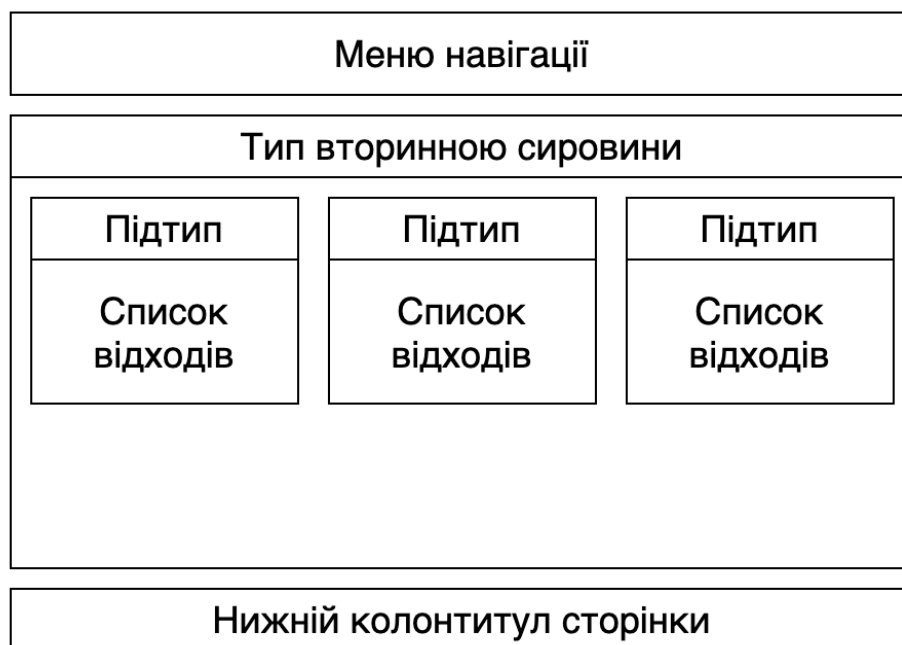 Меню навігації
Тип вторинною сировини
Підтип
Список
відходів
Підтип
Список
відходів
Підтип
Список
відходів
Нижній колонтитул сторінки